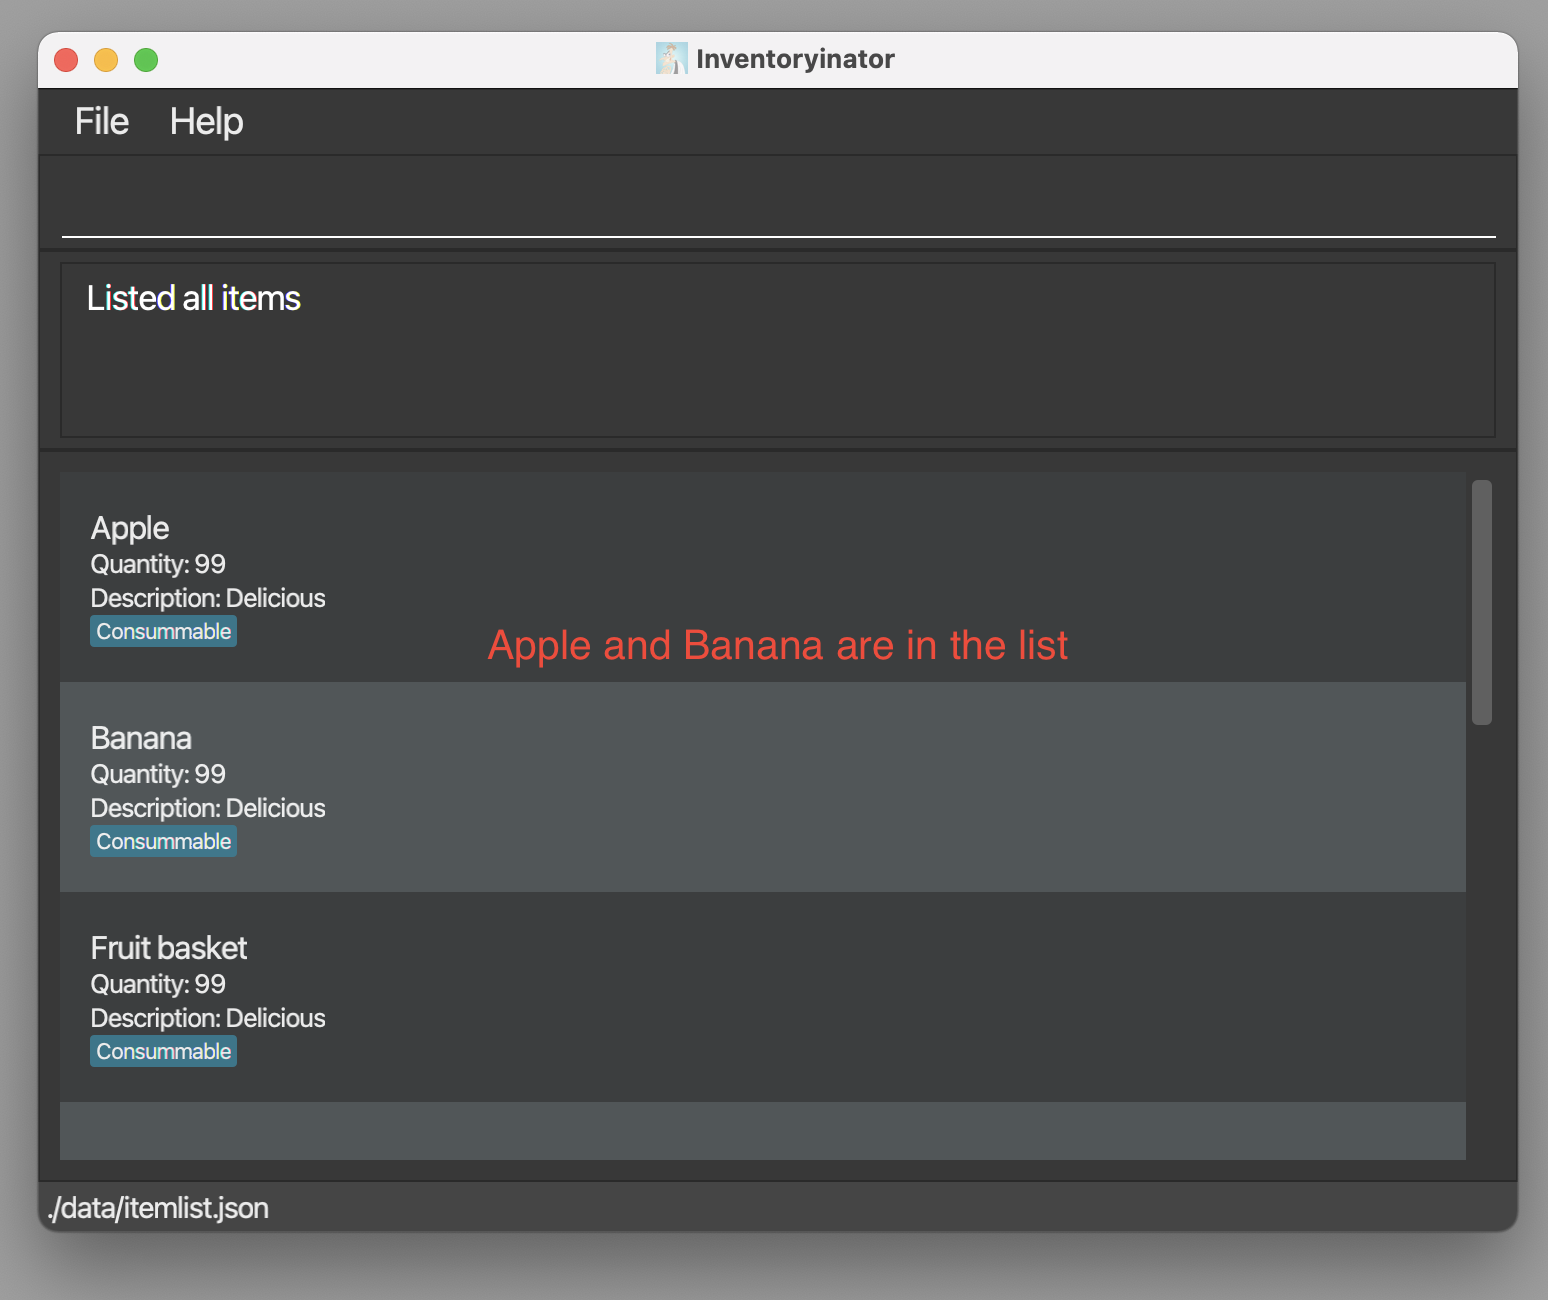 Inventoryinator
File Help
Listed all items
Apple
Quantity: 99
Description: Delicious
Consummable
Apple and Banana are in the list
Banana
Quantity: 99
Description: Delicious
Consummable
Fruit basket
Quantity: 99
Description: Delicious
Consummable
./data/itemlist.json